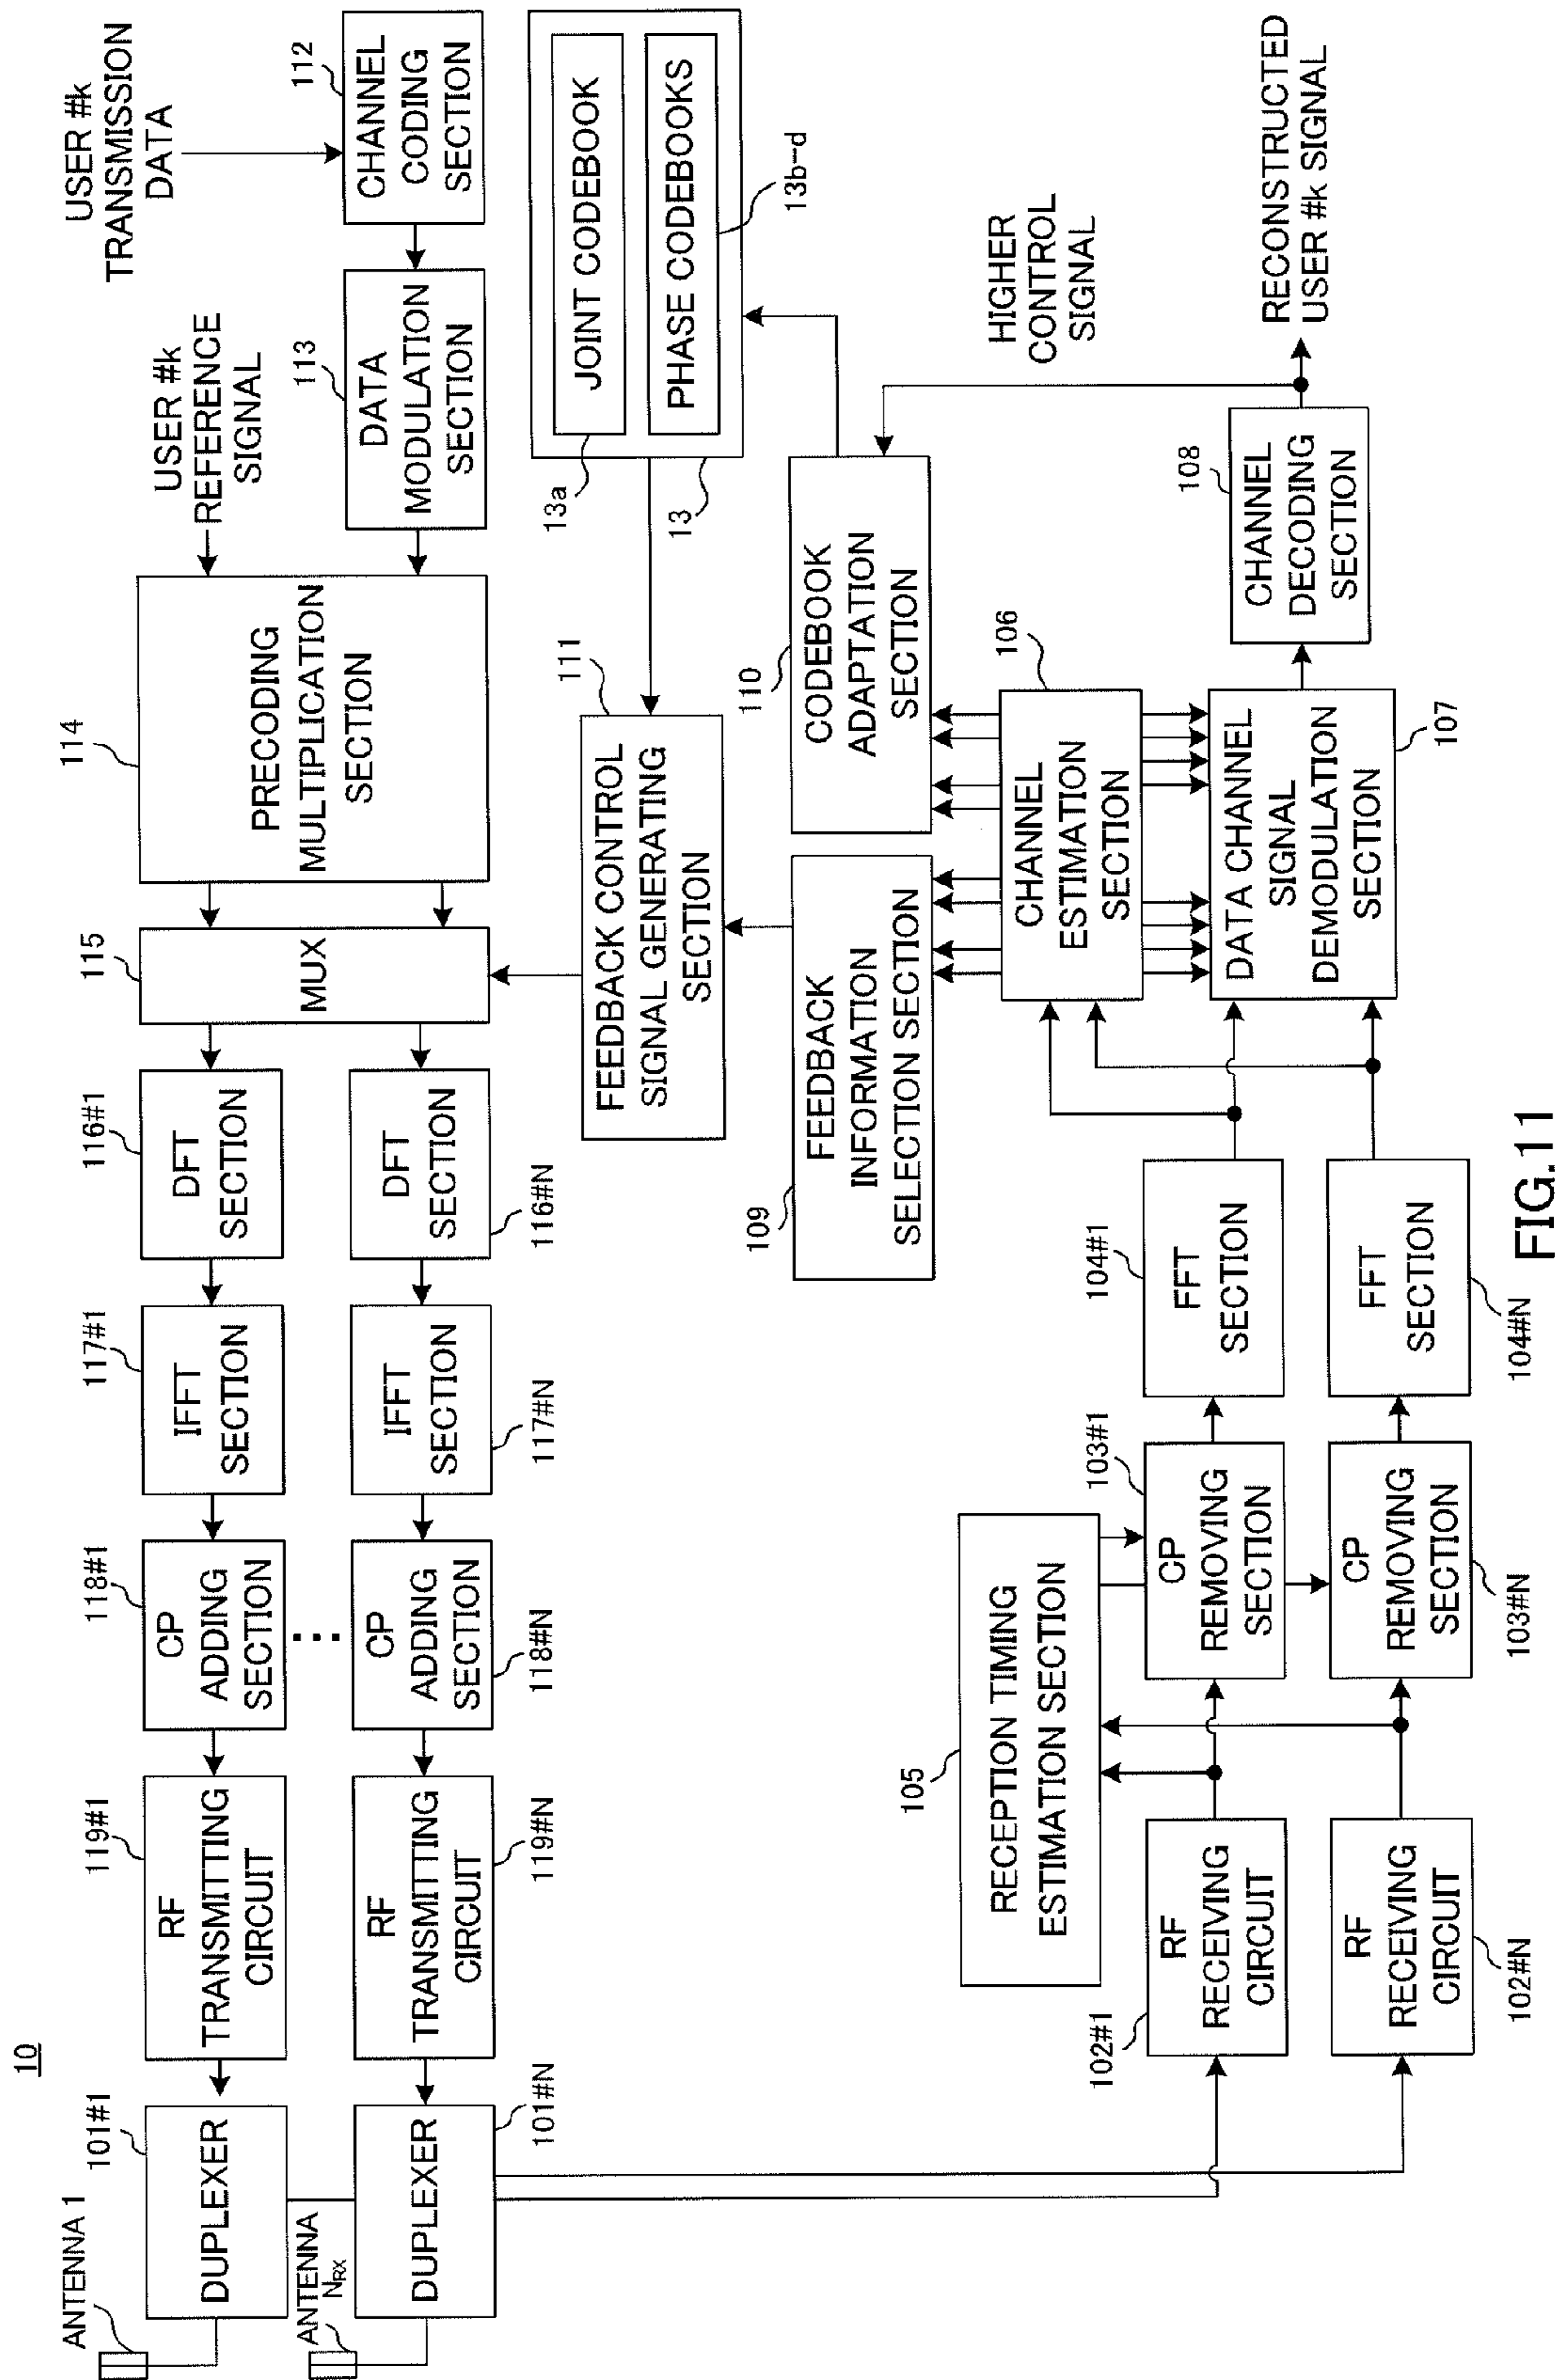 10
ANTENNA 1
ANTENNA
NRX
101#1
DUPLEXER
101#N
DUPLEXER
119#1
RF
TRANSMITTING
CIRCUIT
119#N
RF
TRANSMITTING
CIRCUIT
118#1
CP
ADDING
SECTION
...
118#N
CP
ADDING
SECTION
117#1
IFFT
SECTION
117#N
IFFT
SECTION
116#1
DFT
SECTION
116#N
DFT
SECTION
115
MUX
114
PRECODING
MULTIPLICATION
SECTION
USER #k
REFERENCE
SIGNAL
113
DATA
MODULATION
SECTION
USER #k
TRANSMISSION
DATA
112
CHANNEL
CODING
SECTION
111
FEEDBACK CONTROL
SIGNAL GENERATING
SECTION
13a
13
JOINT CODEBOOK
PHASE CODEBOOKS
13b-d
109
FEEDBACK
INFORMATION
SELECTION SECTION
110
CODEBOOK
ADAPTATION
SECTION
HIGHER
CONTROL
SIGNAL
106
CHANNEL
ESTIMATION
SECTION
107
DATA CHANNEL
SIGNAL
DEMODULATION
SECTION
108
CHANNEL
DECODING
SECTION
RECONSTRUCTED
USER #k SIGNAL
105
RECEPTION TIMING
ESTIMATION SECTION
102#1
RF
RECEIVING
CIRCUIT
102#N
RF
RECEIVING
CIRCUIT
103#1
CP
REMOVING
SECTION
103#N
CP
REMOVING
SECTION
104#1
FFT
SECTION
104#N
FFT
SECTION
FIG.11